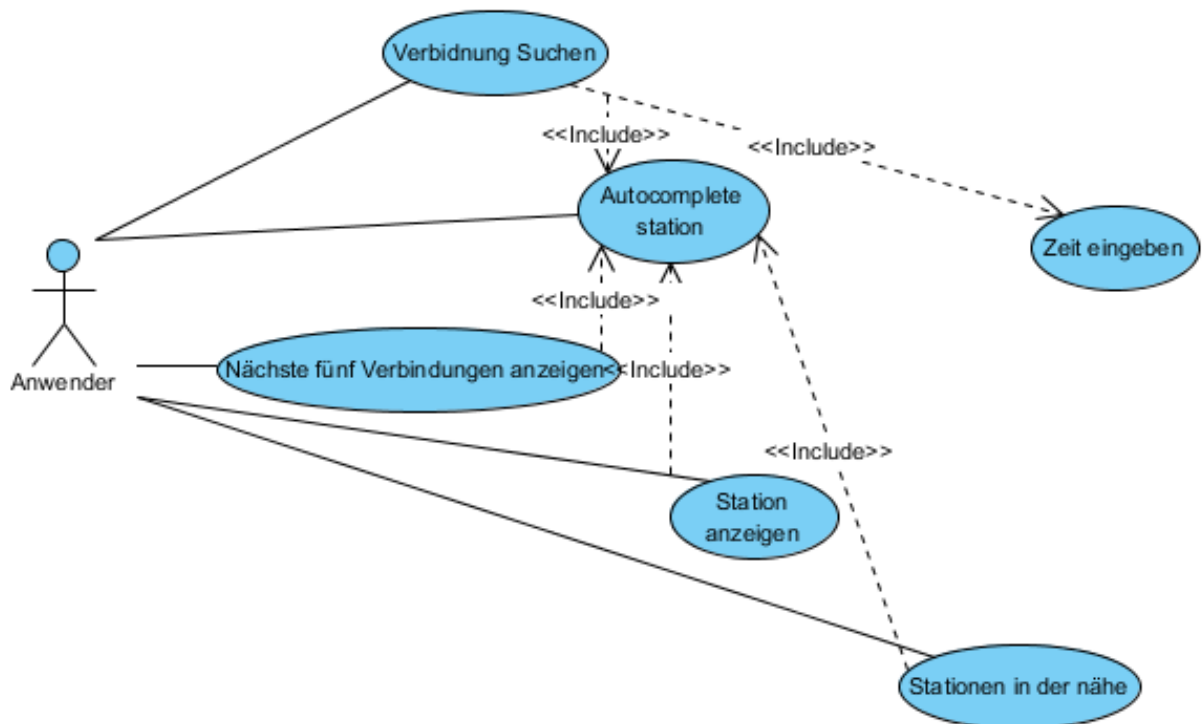 Verbidnung Suchen
<<Include>>
<<Include>>
Autocomplete
station
Zeit eingeben
<<Include>>
Anwender
Nächste fünf Verbindungen anzeigen
<<Include>>
<<Include>>
Station
anzeigen
Stationen in der nähe